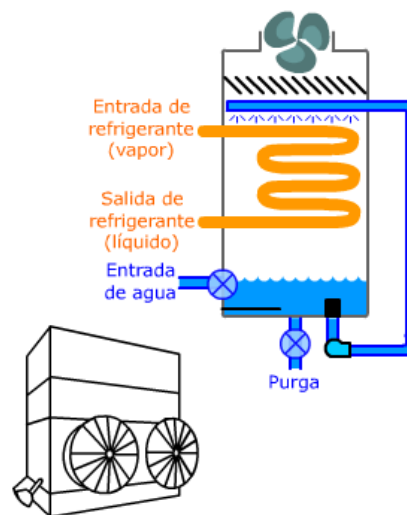 Entrada de
refrigerante
(vapor)
Salida de
refrigerante
(líquido)
Entrada
de agua
Purga